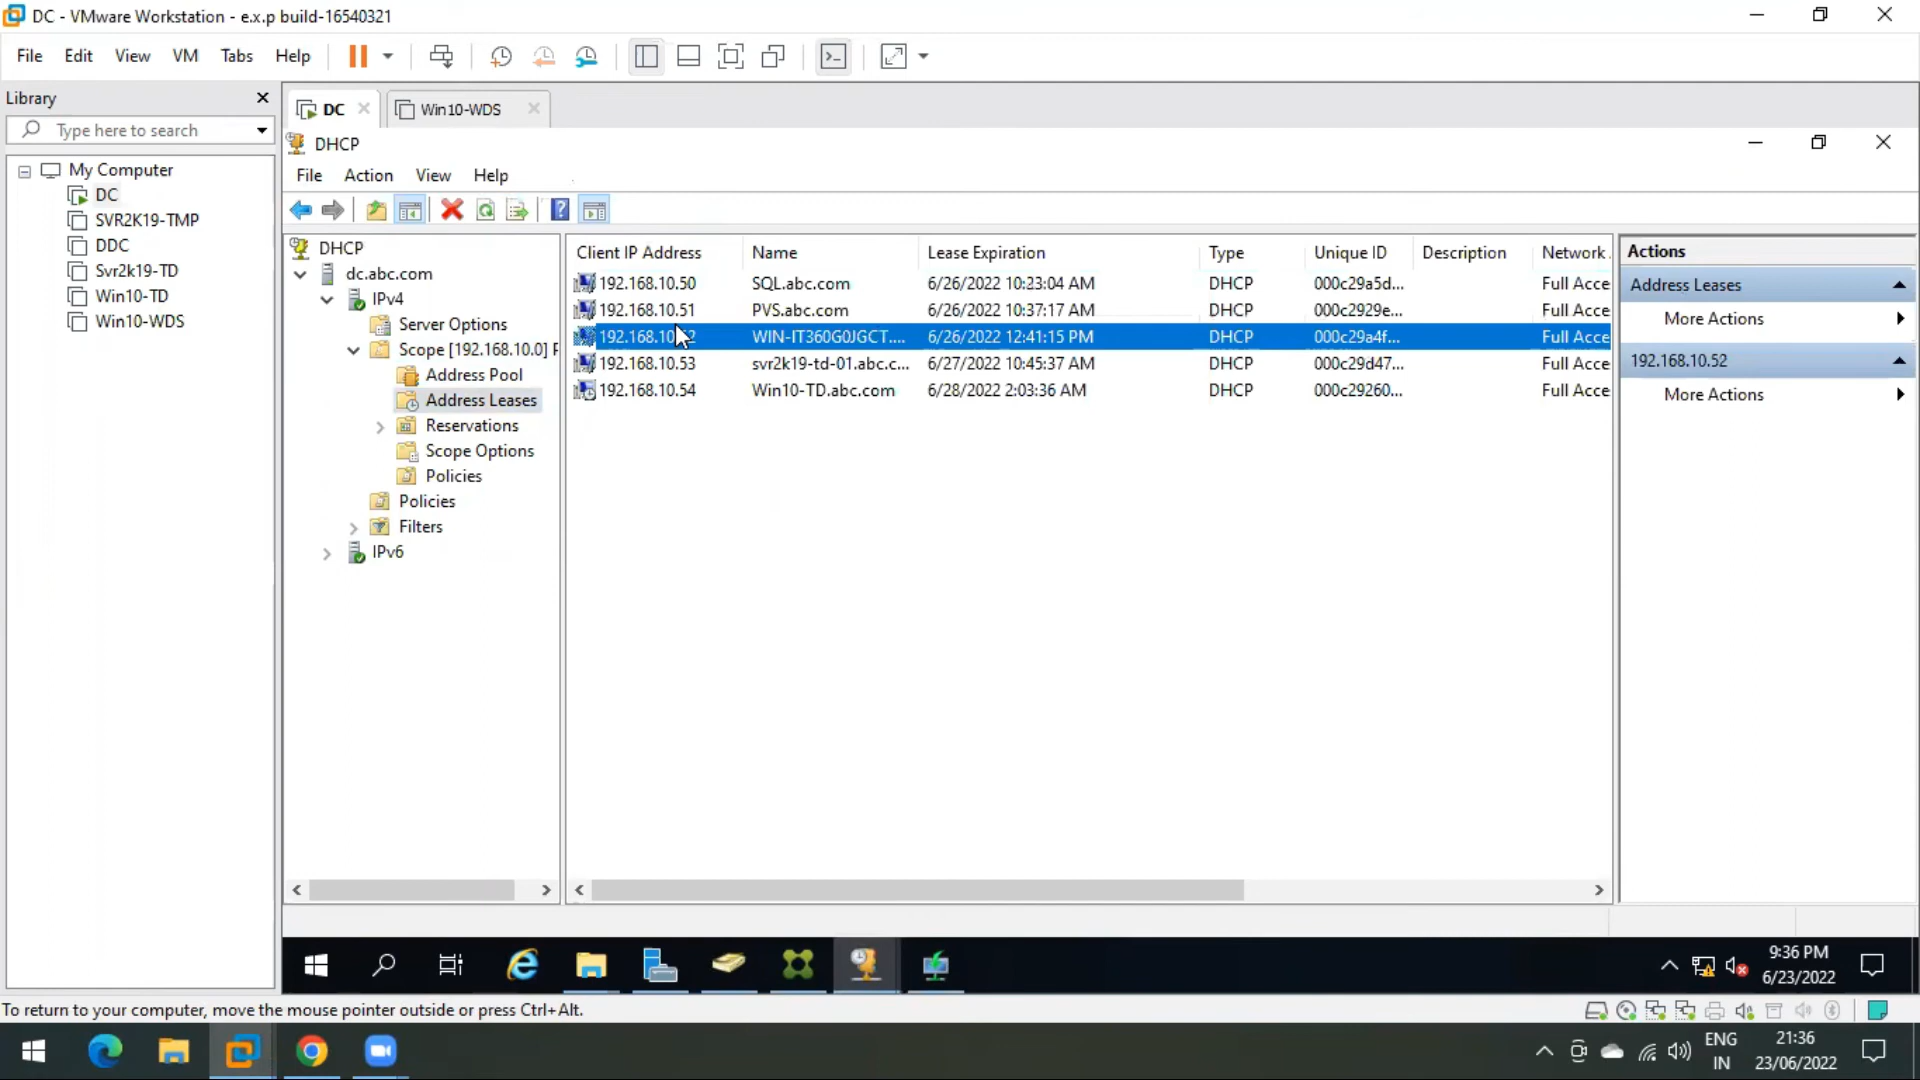 DC - VMware Workstation - e.x.p build-16540321
File Edit View VM Tabs Help
Library
Type here to search
My Computer
DC
SVR2K19-TMP
DDC
Svr2k19-TD
Win10-TD
Win10-WDS
DC
Win10-WDS
DHCP
File Action View Help
DHCP
dc.abc.com
IPv4
Server Options
Scope [192.168.10.0]
Address Pool
Address Leases
Reservations
Scope Options
Policies
Policies
Filters
IPv6
Client IP Address Name Lease Expiration Type Unique ID Description Network
192.168.10.50 SQL.abc.com 6/26/2022 10:23:04 AM DHCP 000c29a5d... Full Acce
192.168.10.51 PVS.abc.com 6/26/2022 10:37:17 AM DHCP 000c2929e... Full Acce
192.168.10.52 WIN-IT360G0JGCT.... 6/26/2022 12:41:15 PM DHCP 000c29a4f... Full Acce
192.168.10.53 svr2k19-td-01.abc.c... 6/27/2022 10:45:37 AM DHCP 000c29d47... Full Acce
192.168.10.54 Win10-TD.abc.com 6/28/2022 2:03:36 AM DHCP 000c29260... Full Acce
Actions
Address Leases
More Actions
192.168.10.52
More Actions
9:36 PM
6/23/2022
To return to your computer, move the mouse pointer outside or press Ctrl+Alt.
ENG
IN
21:36
23/06/2022